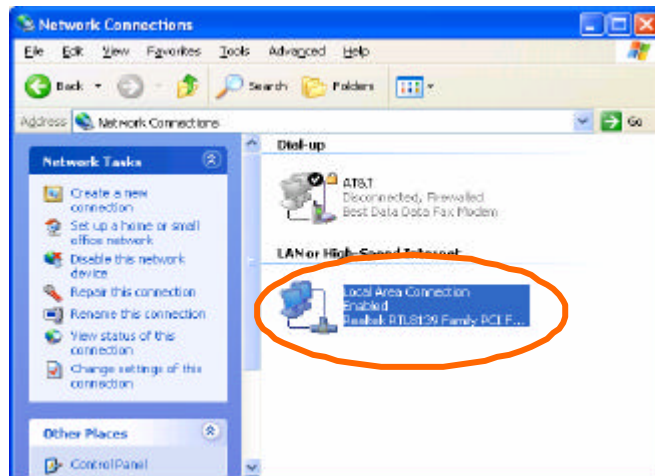 Network Connections
File Edit View Favorites Tools Advanced Help
Back Search Folders
Address Network Connections Go
Network Tasks
Create a new
connection
Set up a home or small
office network
Disable this network
device
Repair this connection
Rename this connection
View status of this
connection
Change settings of this
connection
Other Places
Control Panel
Dial-up
AT&T
Disconnected, Firewalled
Best Data Data Fax Modem
LAN or High-Speed Internet
Local Area Connection
Enabled
Realtek RTL8139 Family PCI F...